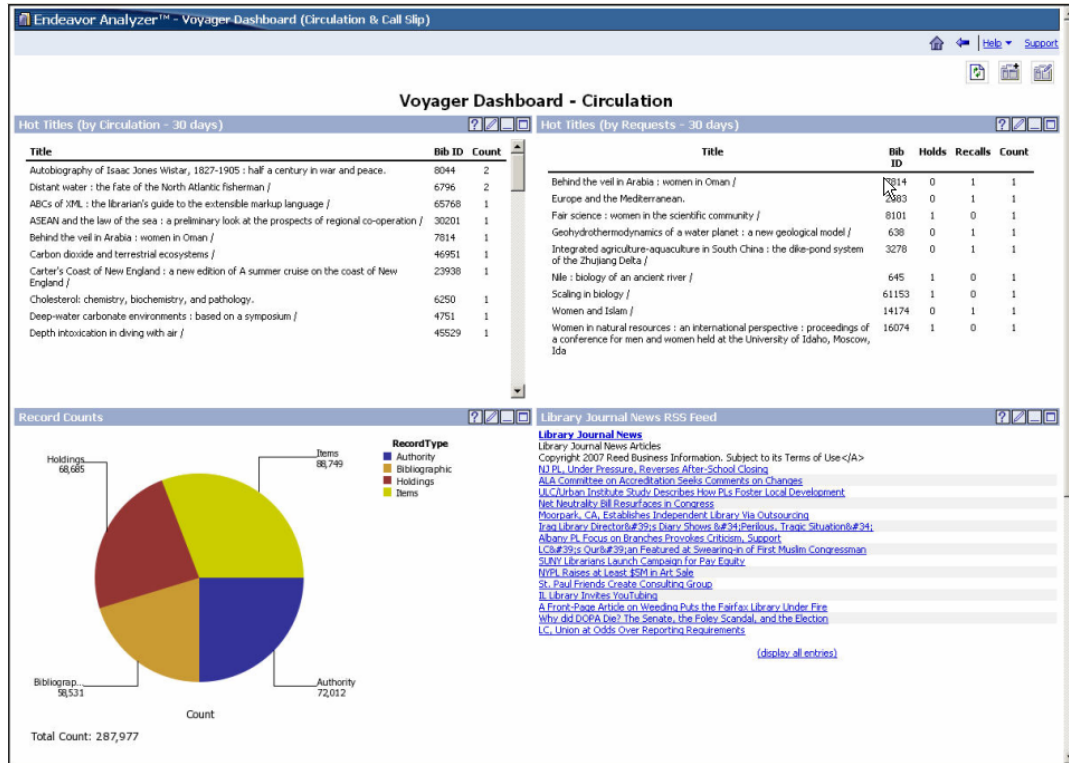 Endeavor Analyzer™ - Voyager Dashboard (Circulation & Call Slip)
Help Support
Voyager Dashboard - Circulation
Hot Titles (by Circulation - 30 days)
Title Bib ID Count
Autobiography of Isaac Jones Wistar, 1827-1905 : half a century in war and peace. 8044 2
Distant water : the fate of the North Atlantic fisherman / 6796 2
ABCs of XML : the librarian's guide to the extensible markup language / 65768 1
ASEAN and the law of the sea : a preliminary look at the prospects of regional co-operation / 30201 1
Behind the veil in Arabia : women in Oman / 7814 1
Carbon dioxide and terrestrial ecosystems / 46951 1
Carter's Coast of New England : a new edition of A summer cruise on the coast of New 23938 1
England /
Cholesterol: chemistry, biochemistry, and pathology. 6250 1
Deep-water carbonate environments : based on a symposium / 4751 1
Depth intoxication in diving with air / 45529 1
Hot Titles (by Requests - 30 days)
Title Bib Holds Recalls Count
ID
Behind the veil in Arabia : women in Oman / 7814 0 1 1
Europe and the Mediterranean. 0 1 1
Fair science : women in the scientific community / 8101 1 0 1
Geohydrothermodynamics of a water planet : a new geological model / 638 0 1 1
Integrated agriculture-aquaculture in South China : the dike-pond system 3278 0 1 1
of the Zhujiang Delta /
Nile : biology of an ancient river / 645 1 0 1
Scaling in biology / 61153 1 0 1
Women and Islam / 14174 0 1 1
Women in natural resources : an international perspective : proceedings of 16074 1 0 1
a conference for men and women held at the University of Idaho, Moscow,
Ida
Record Counts
Holdings
68,685
Items
88,749
RecordType
Authority
Bibliographic
Holdings
Items
Bibliograp...
58,531
Authority
72,012
Count
Total Count: 287,977
Library Journal News RSS Feed
Library Journal News
Library Journal News Articles
Copyright 2007 Reed Business Information. Subject to its Terms of Use</A>
NJ PL, Under Pressure, Reverses After-School Closing
ALA Committee on Accreditation Seeks Comments on Changes
ULC/Urban Institute Study Describes How PLs Foster Local Development
Net Neutrality Bill Resurfaces in Congress
Moorpark, CA, Establishes Independent Library Via Outsourcing
Iraq Library Director&#39;s Diary Shows &#34;Perilous, Tragic Situation&#34;
Albany PL Focus on Branches Provokes Criticism, Support
LC&#39;s Qur&#39;an Featured at Swearing-in of First Muslim Congressman
SUNY Librarians Launch Campaign for Pay Equity
NYPL Raises at Least $5M in Art Sale
St. Paul Friends Create Consulting Group
IL Library Invites YouTubing
A Front-Page Article on Weeding Puts the Fairfax Library Under Fire
Why did DOPA Die? The Senate, the Foley Scandal, and the Election
LC, Union at Odds Over Reporting Requirements
(display all entries)